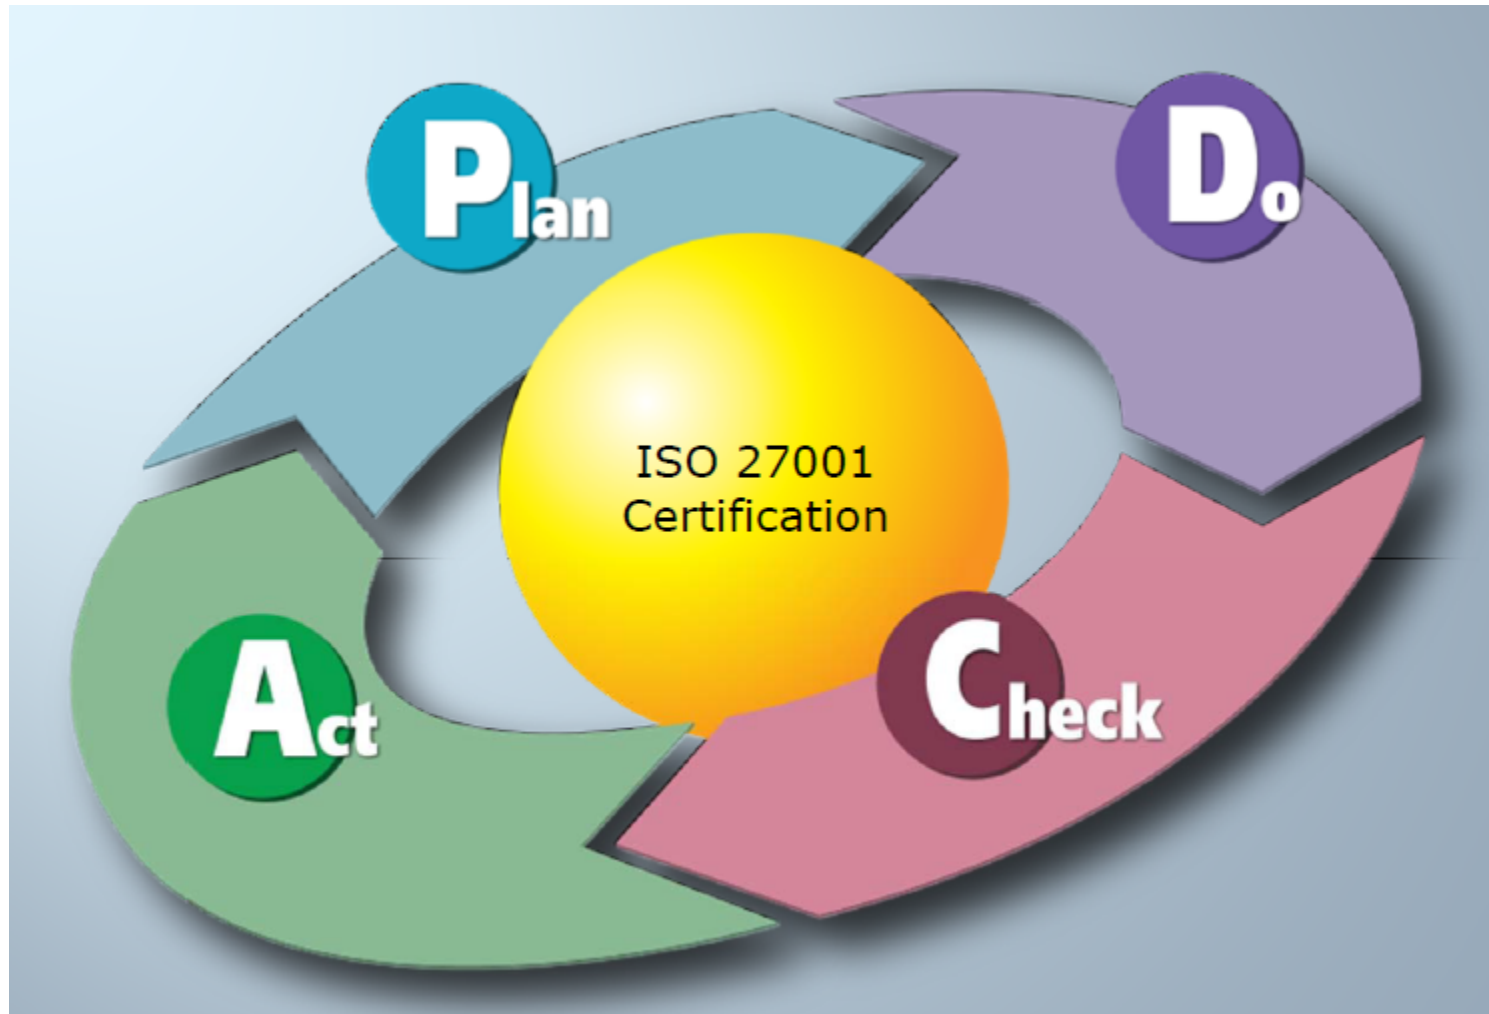 Plan
Do
ISO 27001
Certification
Act
Check